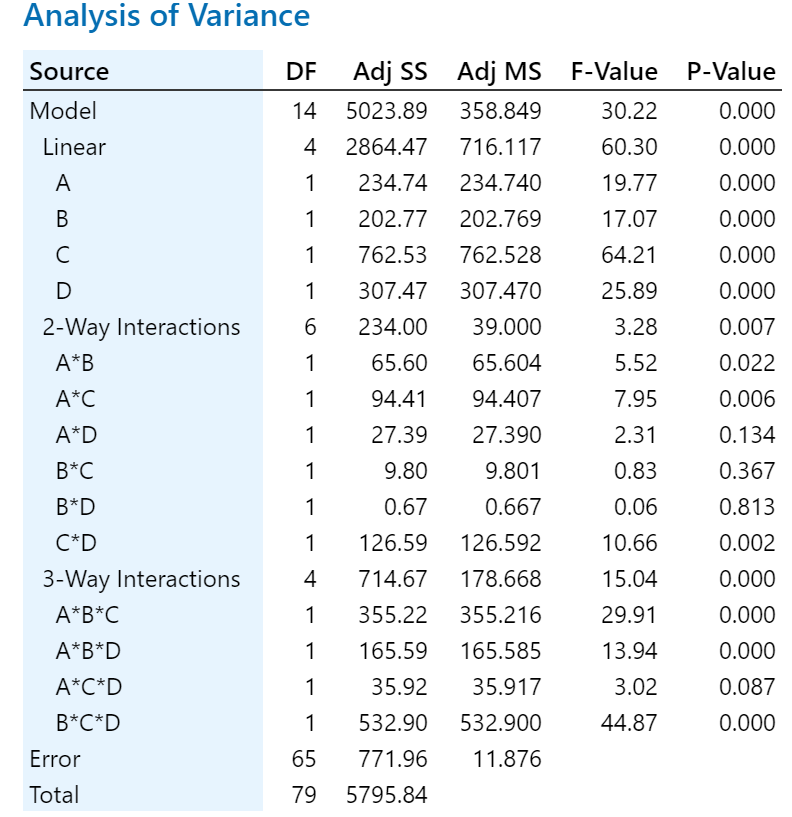 Analysis of Variance
Source DF Adj SS Adj MS F-Value P-Value
Model 14 5023.89 358.849 30.22 0.000
Linear 4 2864.47 716.117 60.30 0.000
A 1 234.74 234.740 19.77 0.000
B 1 202.77 202.769 17.07 0.000
C 1 762.53 762.528 64.21 0.000
D 1 307.47 307.470 25.89 0.000
2-Way Interactions 6 234.00 39.000 3.28 0.007
A*B 1 65.60 65.604 5.52 0.022
A*C 1 94.41 94.407 7.95 0.006
A*D 1 27.39 27.390 2.31 0.134
B*C 1 9.80 9.801 0.83 0.367
B*D 1 0.67 0.667 0.06 0.813
C*D 1 126.59 126.592 10.66 0.002
3-Way Interactions 4 714.67 178.668 15.04 0.000
A*B*C 1 355.22 355.216 29.91 0.000
A*B*D 1 165.59 165.585 13.94 0.000
A*C*D 1 35.92 35.917 3.02 0.087
B*C*D 1 532.90 532.900 44.87 0.000
Error 65 771.96 11.876
Total 79 5795.84